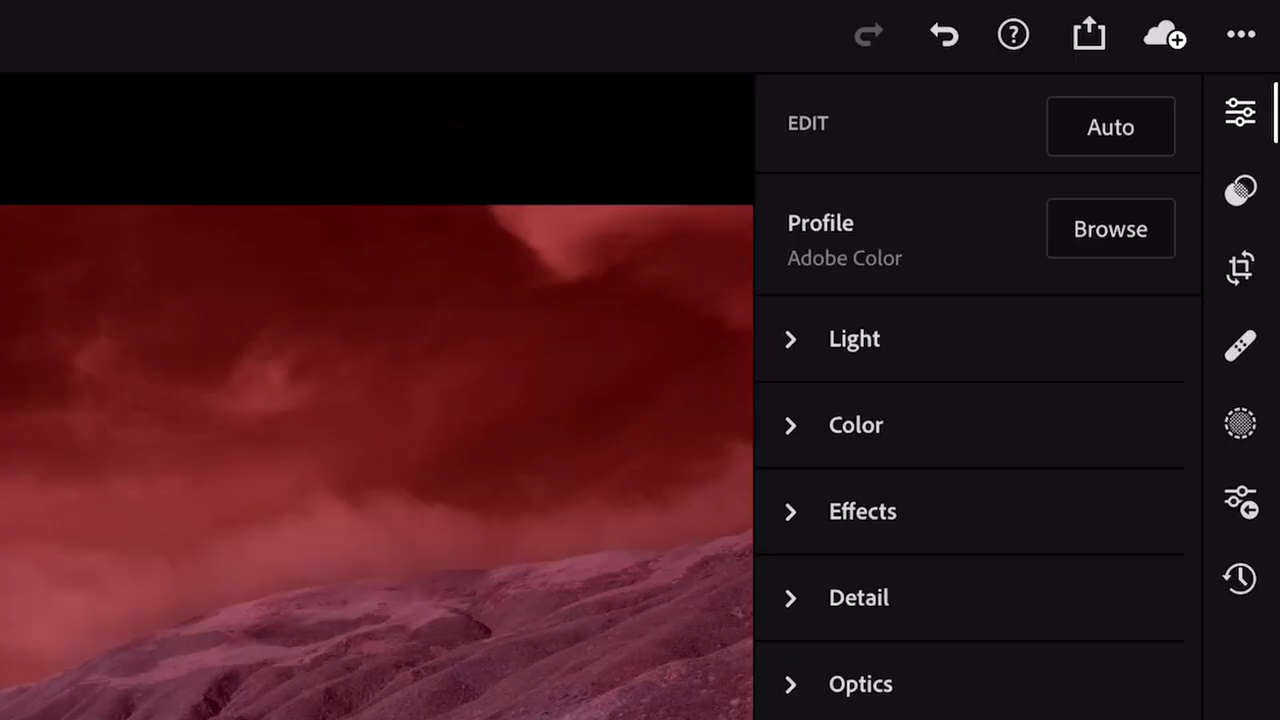 EDIT
Auto
Profile
Browse
Adobe Color
Light
Color
Effects
Detail
Optics